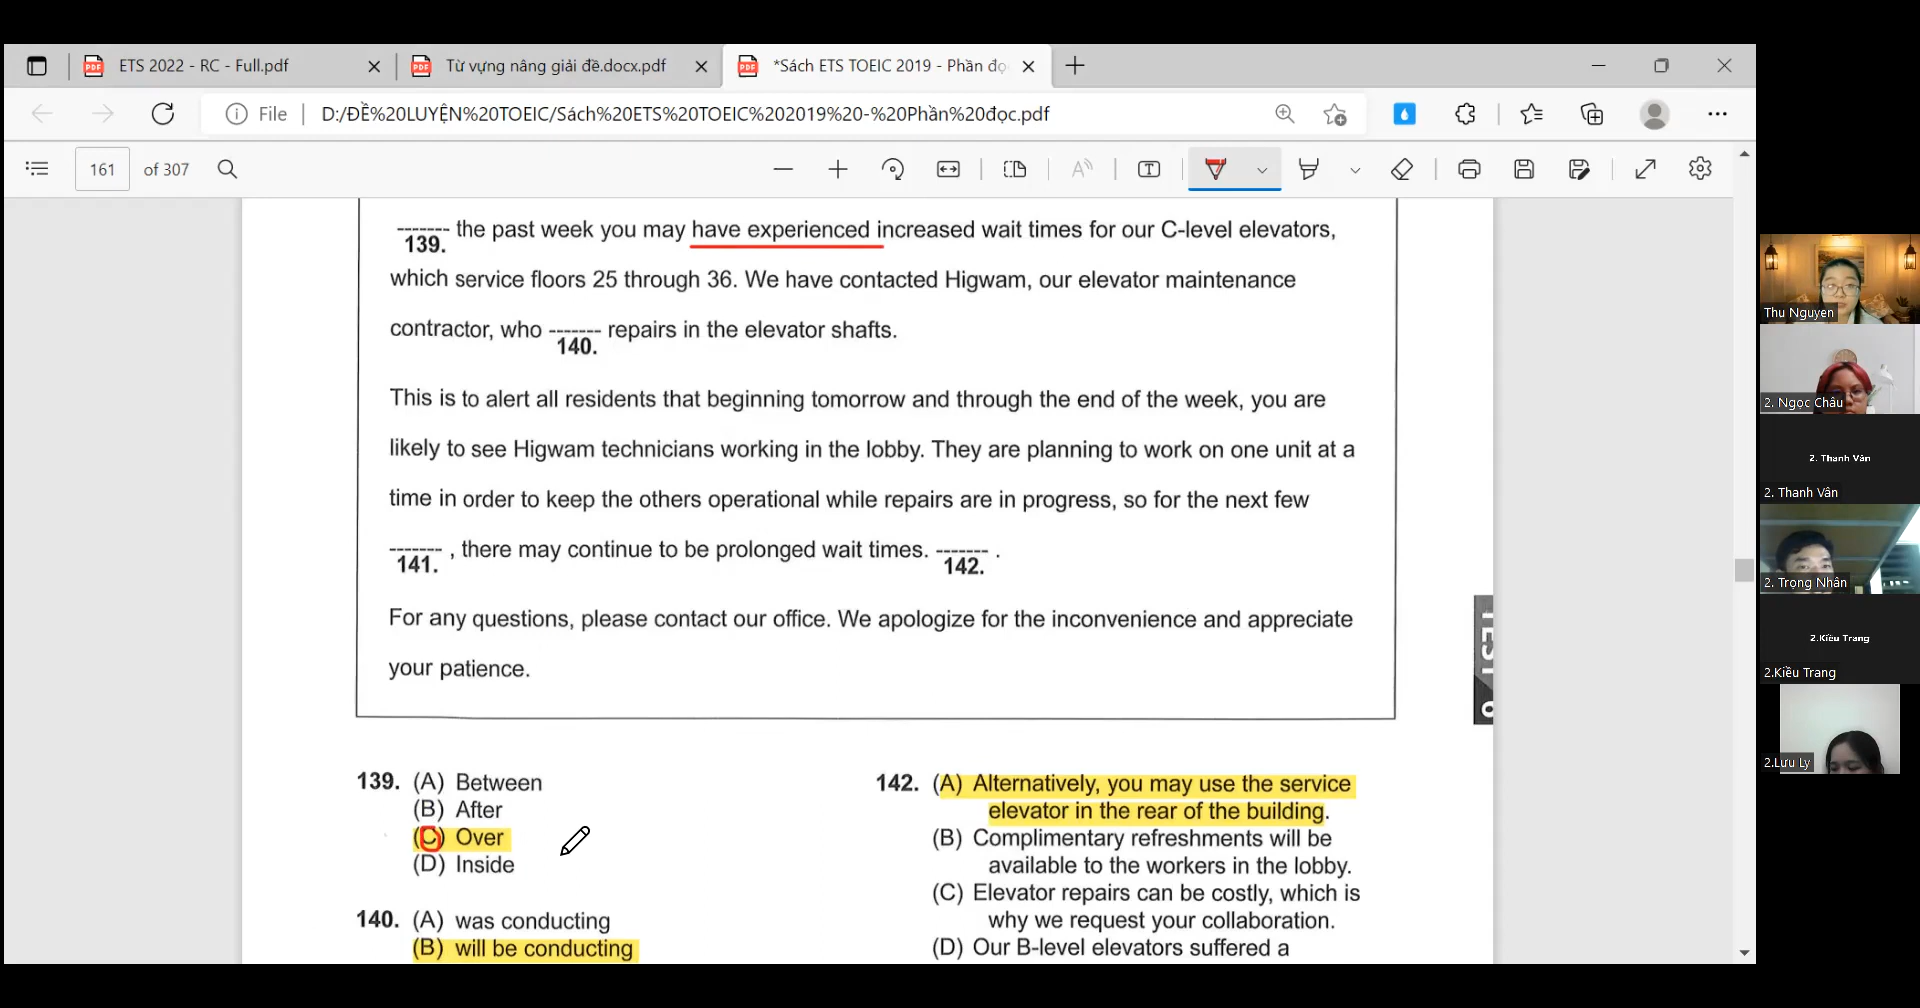 ETS 2022 - RC - Full.pdf
Từ vựng nâng giải đề.docx.pdf
*Sách ETS TOEIC 2019 - Phần đọ
File
D:/ĐỀ%20LUYỆN%20TOEIC/Sách%20ETS%20TOEIC%202019%20-%20Phần%20đọc.pdf
161 of 307
------- the past week you may have experienced increased wait times for our C-level elevators,
139.
which service floors 25 through 36. We have contacted Higwam, our elevator maintenance
contractor, who ------- repairs in the elevator shafts.
140.
This is to alert all residents that beginning tomorrow and through the end of the week, you are
likely to see Higwam technicians working in the lobby. They are planning to work on one unit at a
time in order to keep the others operational while repairs are in progress, so for the next few
------- , there may continue to be prolonged wait times. ------- .
141. 142.
For any questions, please contact our office. We apologize for the inconvenience and appreciate
your patience.
TEST 6
139. (A) Between
(B) After
(C) Over
(D) Inside
140. (A) was conducting
(B) will be conducting
142. (A) Alternatively, you may use the service
elevator in the rear of the building.
(B) Complimentary refreshments will be
available to the workers in the lobby.
(C) Elevator repairs can be costly, which is
why we request your collaboration.
(D) Our B-level elevators suffered a
Thu Nguyen
2. Ngọc Châu
2. Thanh Vân
2. Thanh Vân
2. Trọng Nhân
2.Kiều Trang
2.Kiều Trang
2.Lưu Ly